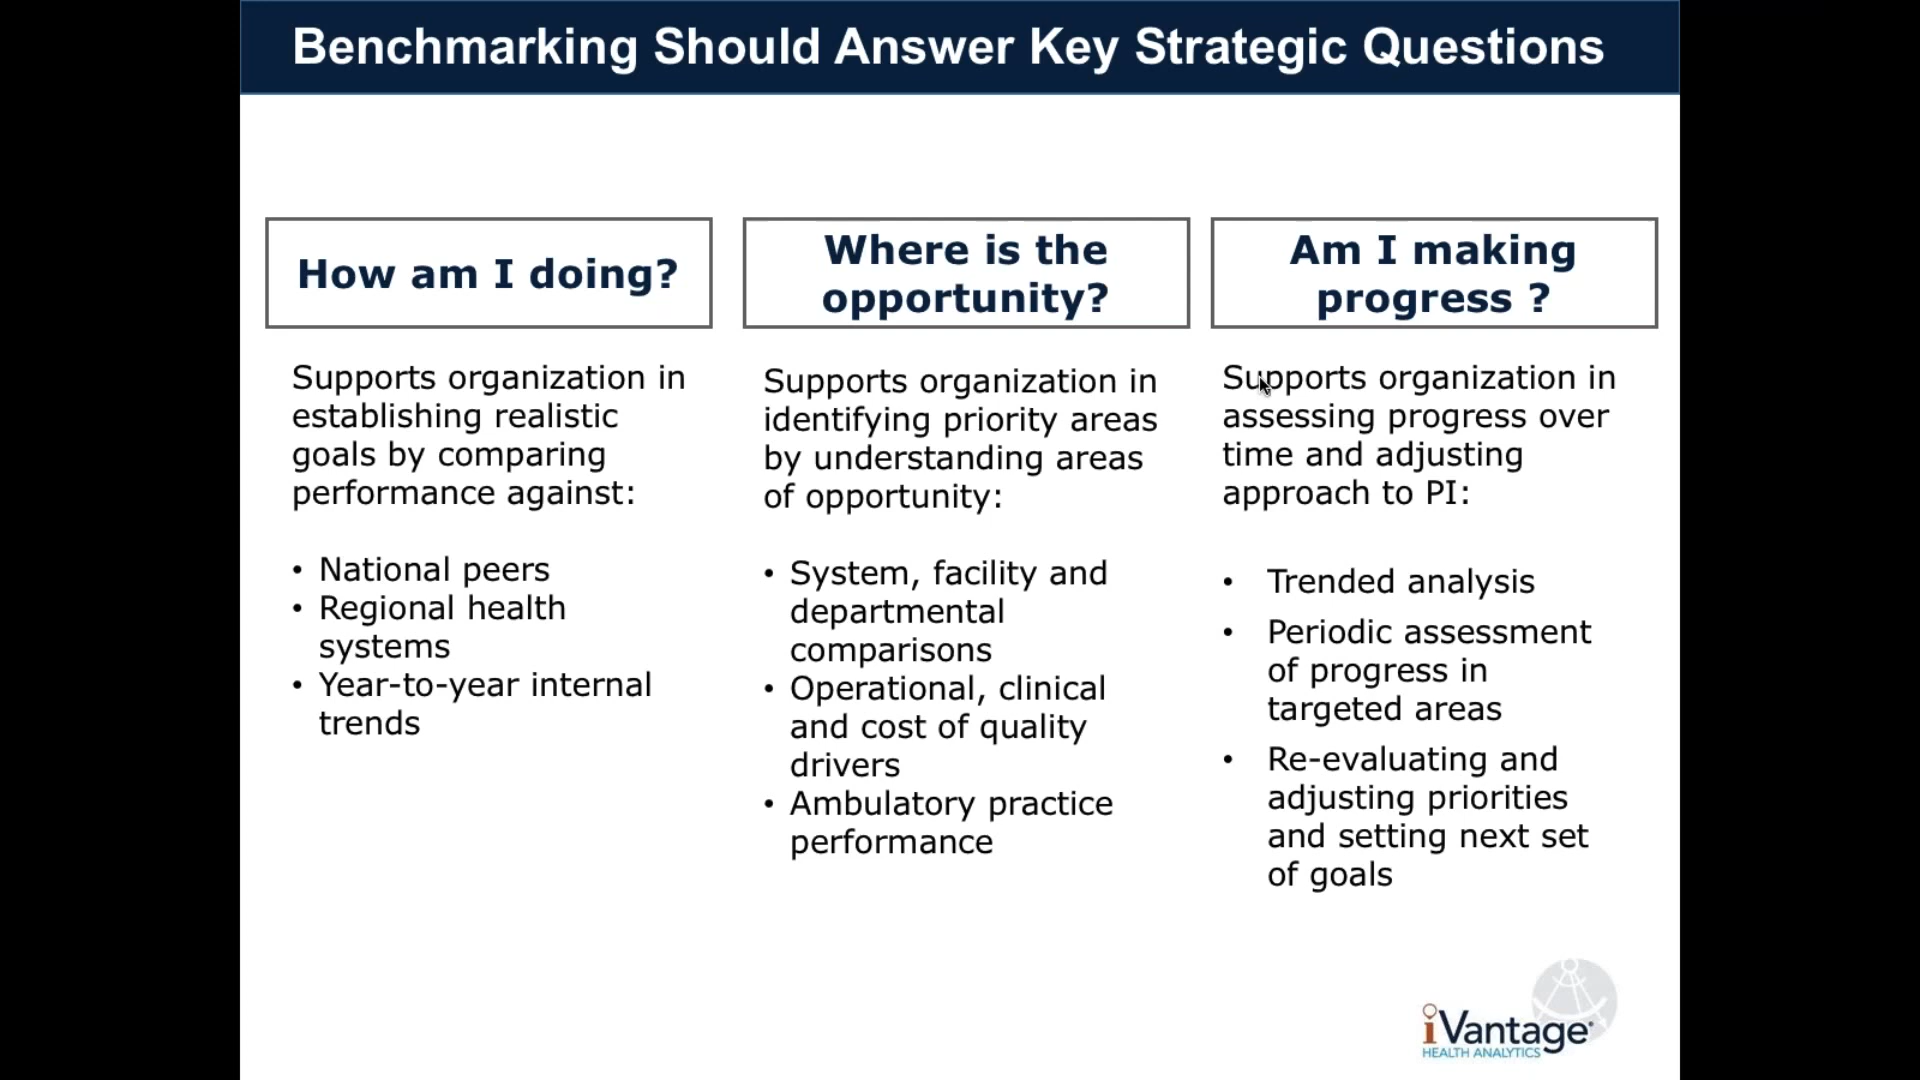 Benchmarking Should Answer Key Strategic Questions
How am I doing?
Supports organization in
establishing realistic
goals by comparing
performance against:
• National peers
• Regional health
systems
• Year-to-year internal
trends
Where is the
opportunity?
Supports organization in
identifying priority areas
by understanding areas
of opportunity:
• System, facility and
departmental
comparisons
• Operational, clinical
and cost of quality
drivers
• Ambulatory practice
performance
Am I making
progress ?
Supports organization in
assessing progress over
time and adjusting
approach to PI:
• Trended analysis
• Periodic assessment
of progress in
targeted areas
• Re-evaluating and
adjusting priorities
and setting next set
of goals
iVantage
HEALTH ANALYTICS